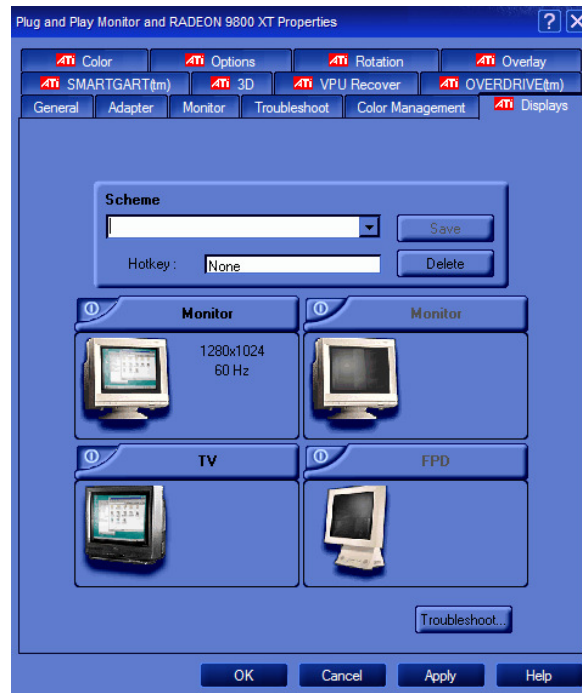 Plug and Play Monitor and RADEON 9800 XT Properties ? X
ATI Color ATI Options ATI Rotation ATI Overlay
ATI SMARTGART(tm) ATI 3D ATI VPU Recover ATI OVERDRIVE(tm)
General Adapter Monitor Troubleshoot Color Management ATI Displays
Scheme
Save
Hotkey : None Delete
Monitor Monitor
1280x1024
60 Hz
TV FPD
Troubleshoot...
OK Cancel Apply Help